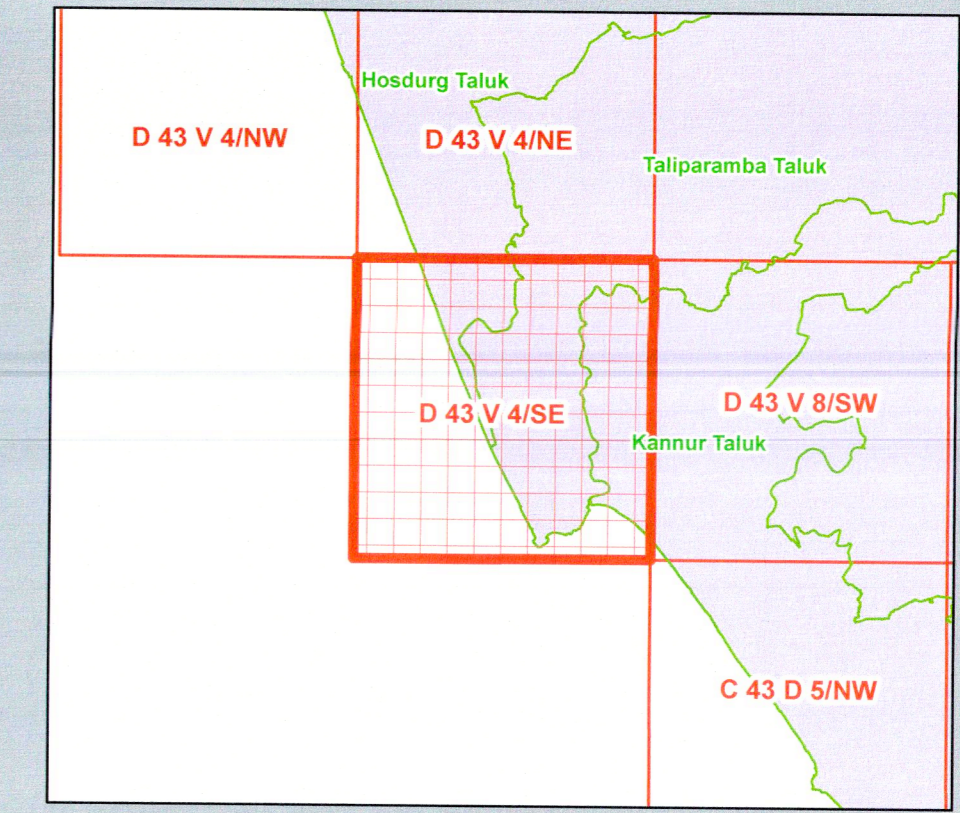 Hosdurg Taluk
D 43 V 4/NW
D 43 V 4/NE
Taliparamba Taluk
D 43 V 8/SW
D 43 V 4/SE
Kannur Taluk
C 43 D 5/NW